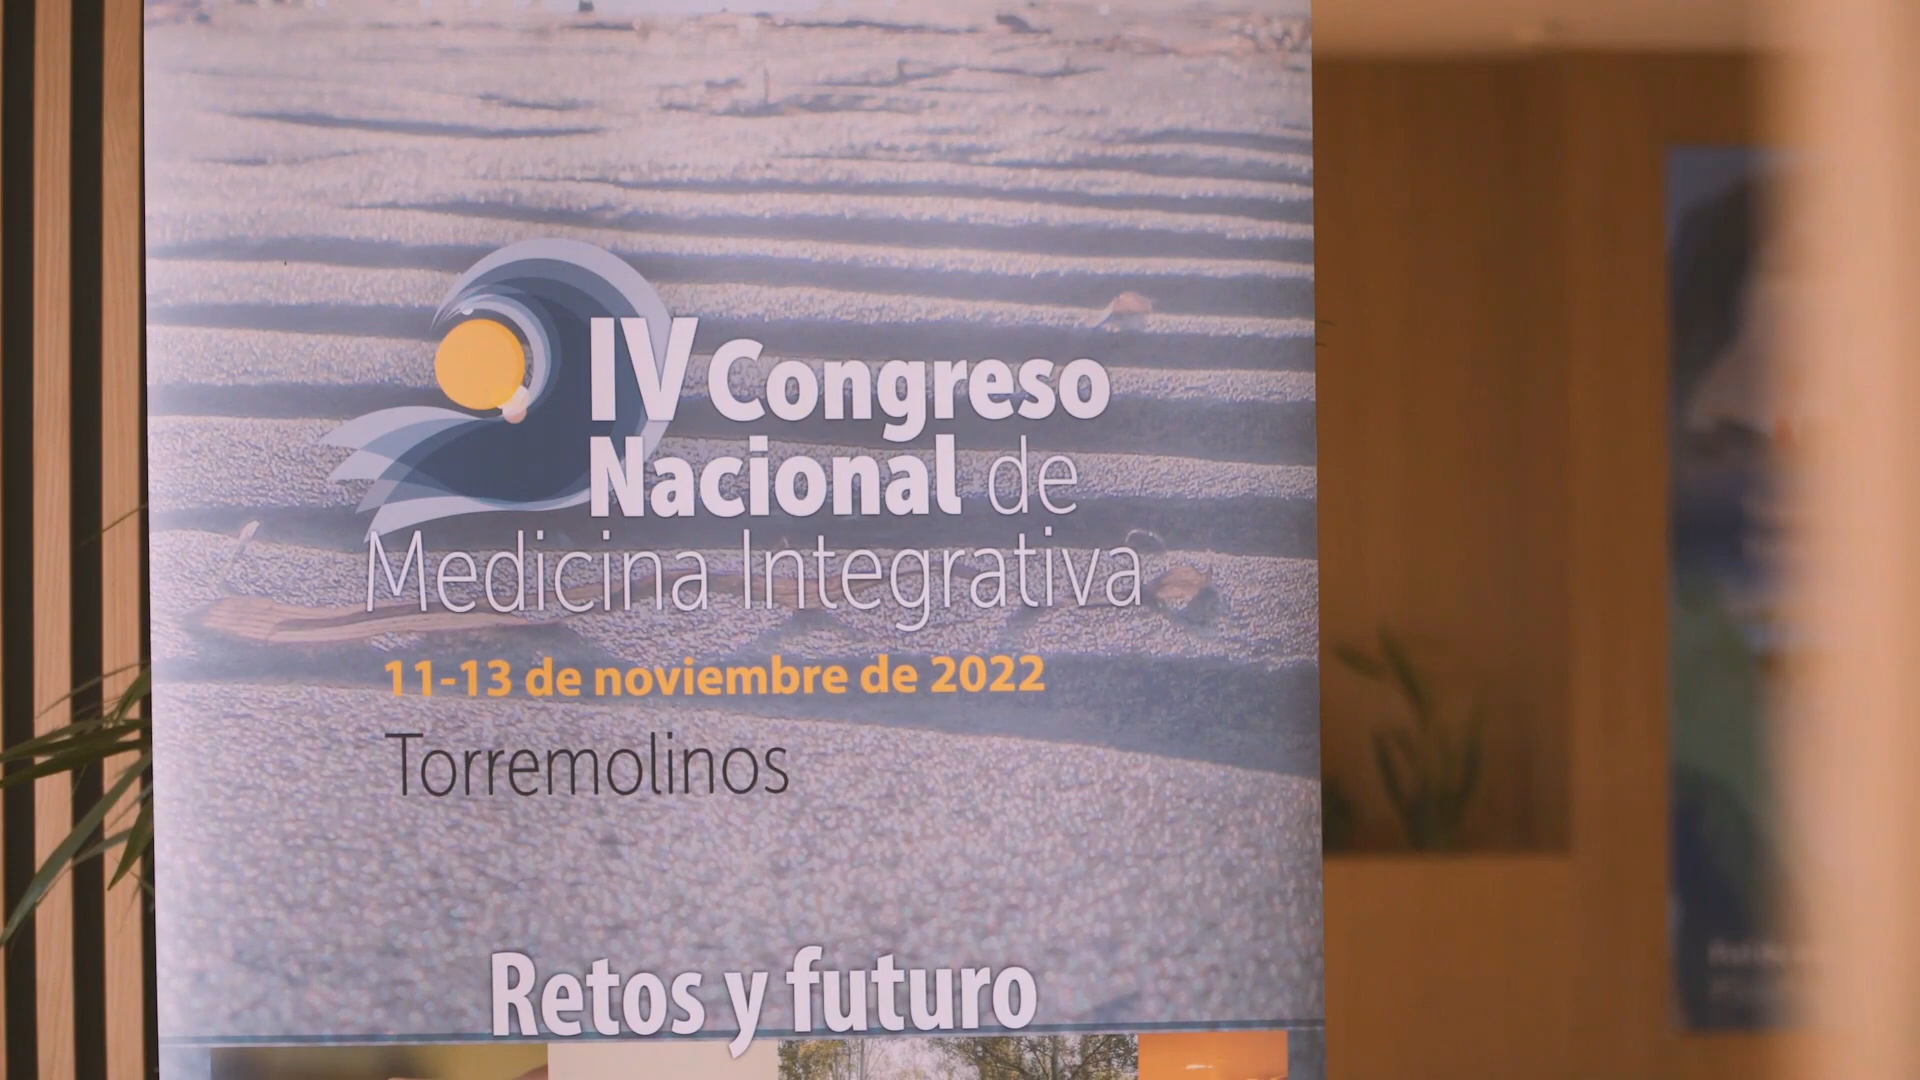 IV Congreso
Nacional de
Medicina Integrativa
11-13 de noviembre de 2022
Torremolinos
Retos y futuro